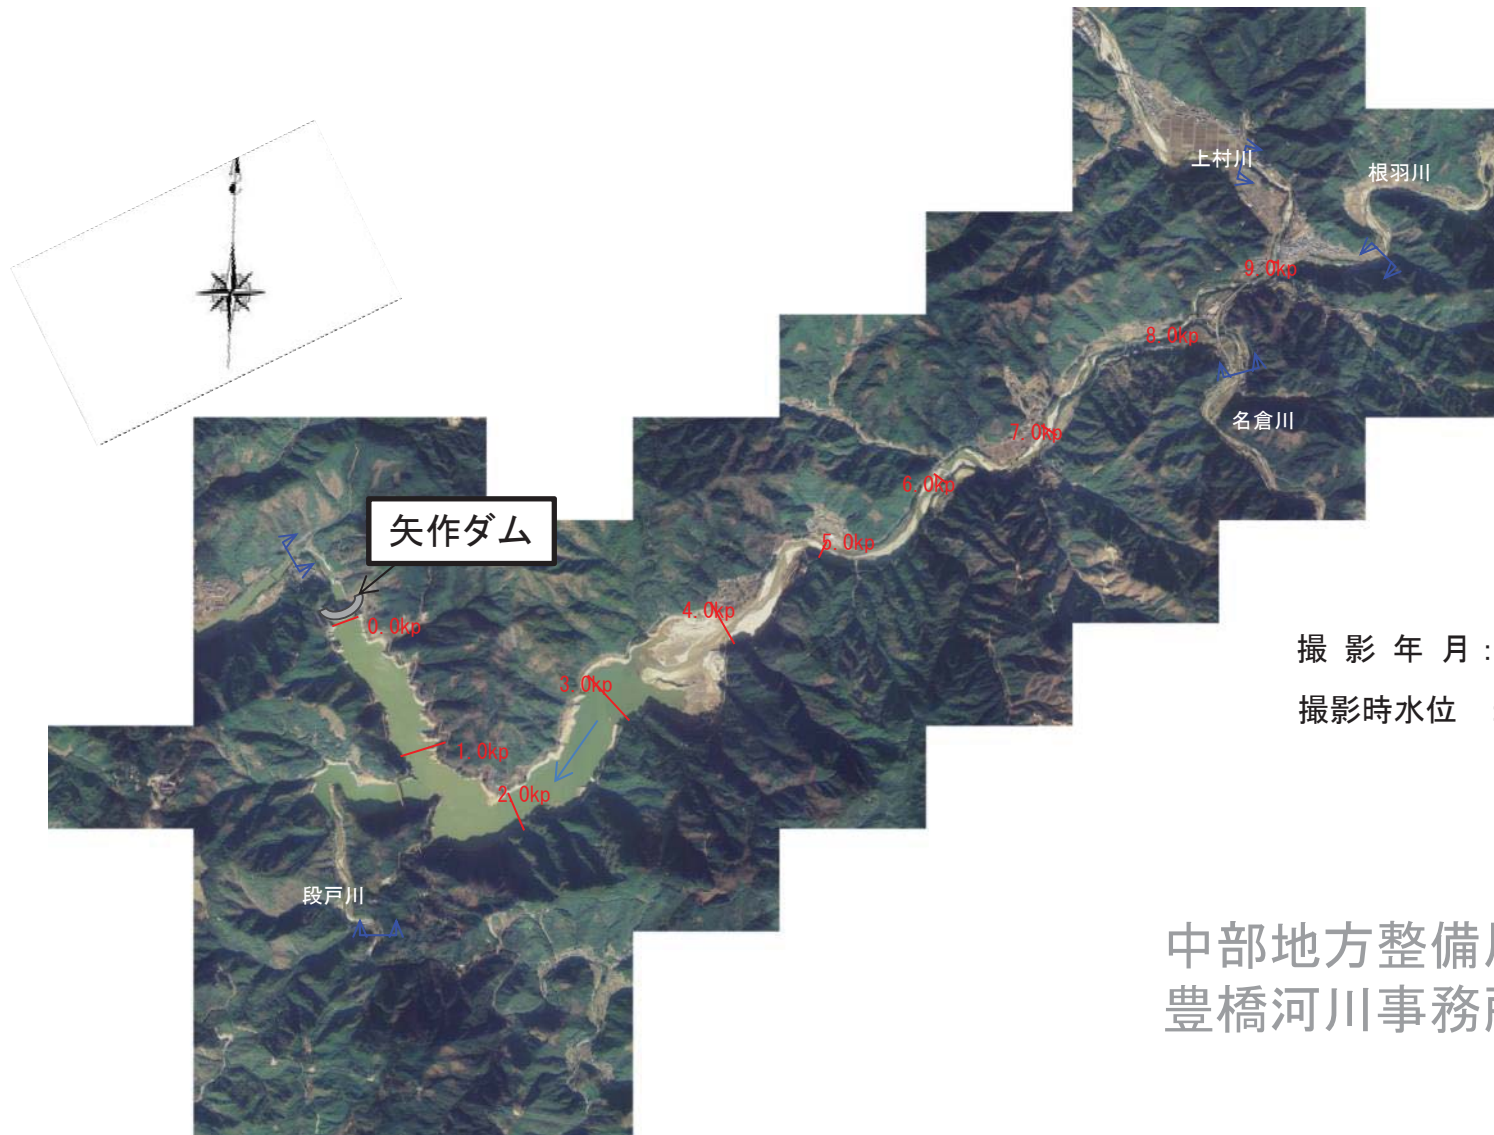 上村川
根羽川
9.0kp
8.0kp
名倉川
7.0kp
6.0kp
矢作ダム
5.0kp
4.0kp
0.0kp
3.0kp
1.0kp
2.0kp
段戸川
撮 影 年 月 :
撮影時水位 :
中部地方整備
豊橋河川事務